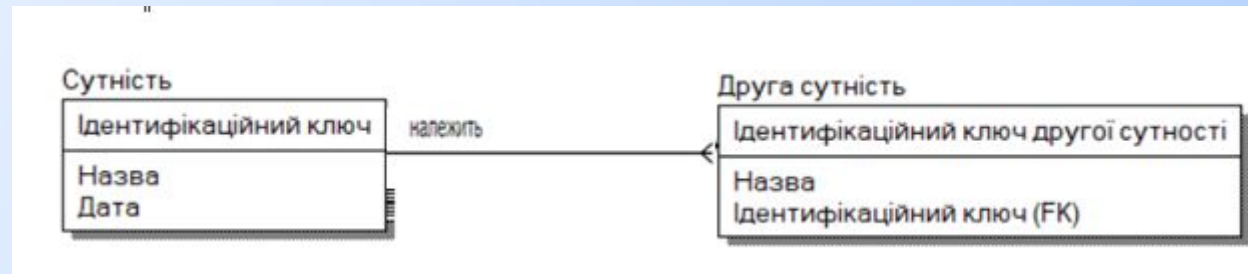 Сутність
Ідентифікаційний ключ
Назва
Дата
належить
Друга сутність
Ідентифікаційний ключ другої сутності
Назва
Ідентифікаційний ключ (FK)